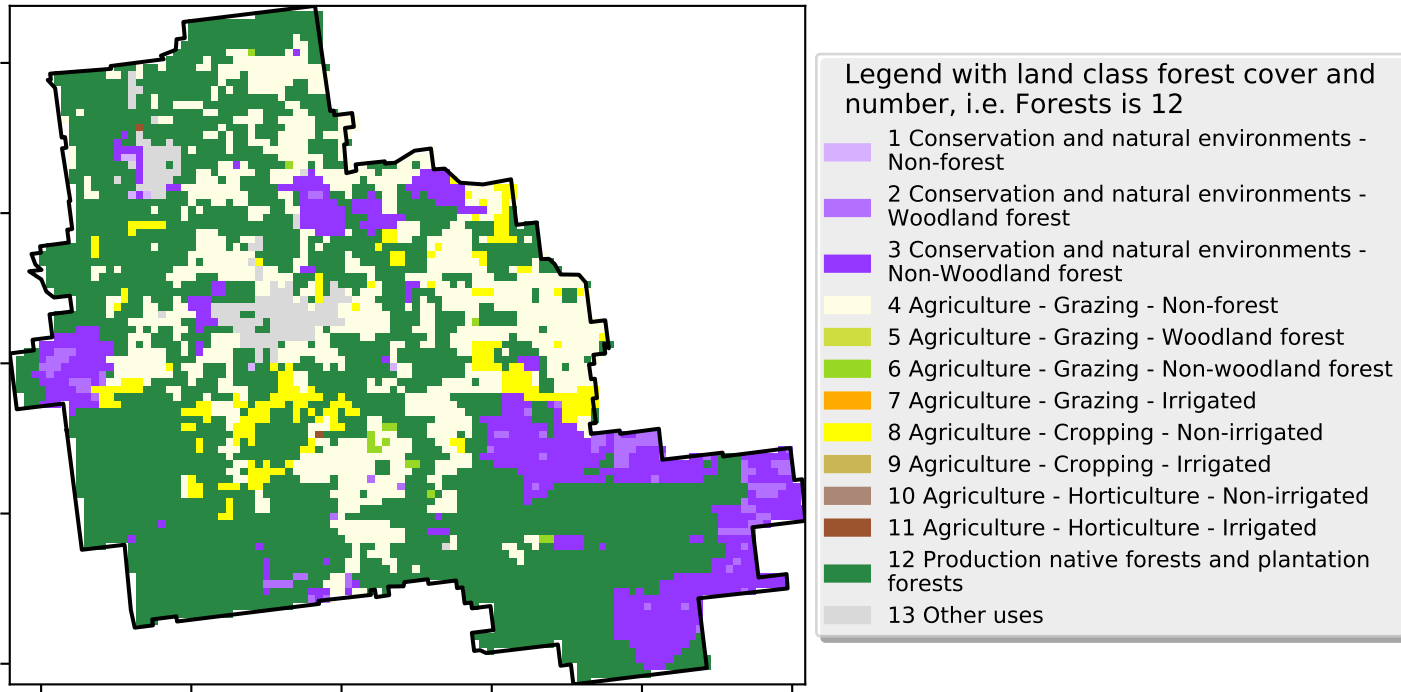 Legend with land class forest cover and
number, i.e. Forests is 12
1 Conservation and natural environments -
Non-forest
2 Conservation and natural environments -
Woodland forest
3 Conservation and natural environments -
Non-Woodland forest
4 Agriculture - Grazing - Non-forest
5 Agriculture - Grazing - Woodland forest
6 Agriculture - Grazing - Non-woodland forest
7 Agriculture - Grazing - Irrigated
8 Agriculture - Cropping - Non-irrigated
9 Agriculture - Cropping - Irrigated
10 Agriculture - Horticulture - Non-irrigated
11 Agriculture - Horticulture - Irrigated
12 Production native forests and plantation
forests
13 Other uses